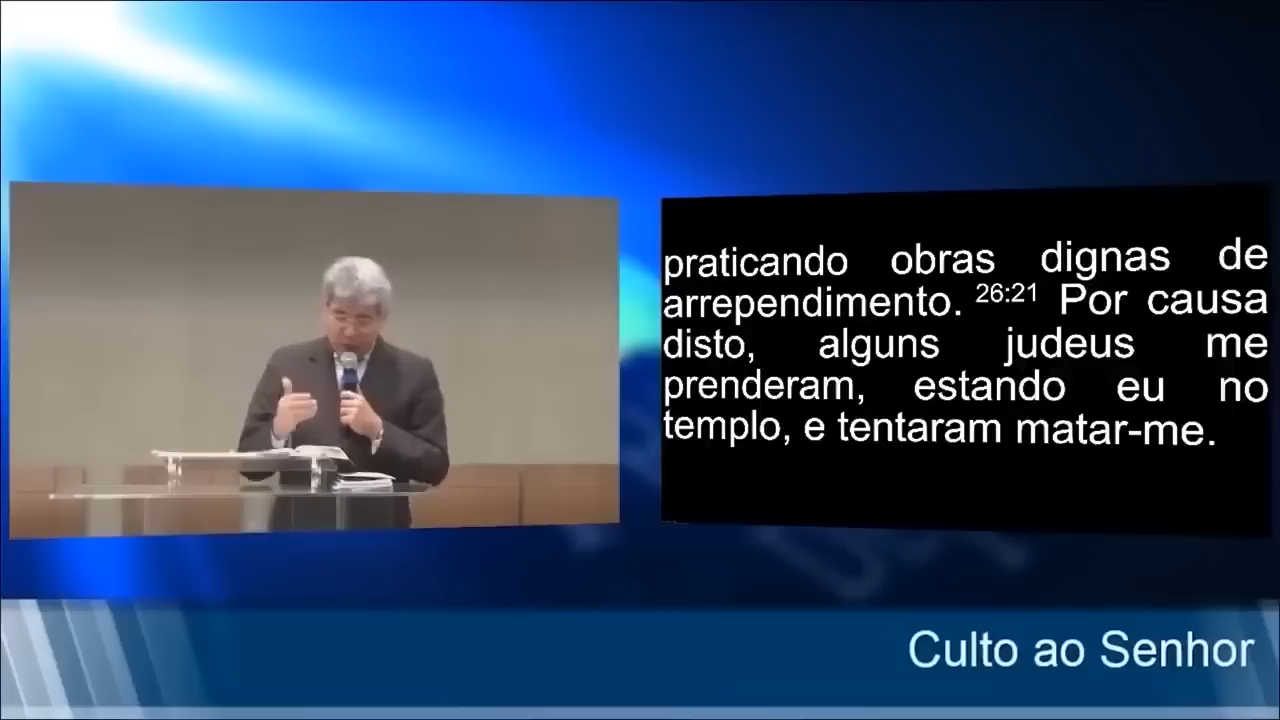 praticando obras dignas de
arrependimento. 26:21 Por causa
disto, alguns judeus me
prenderam, estando eu no
templo, e tentaram matar-me.
Culto ao Senhor